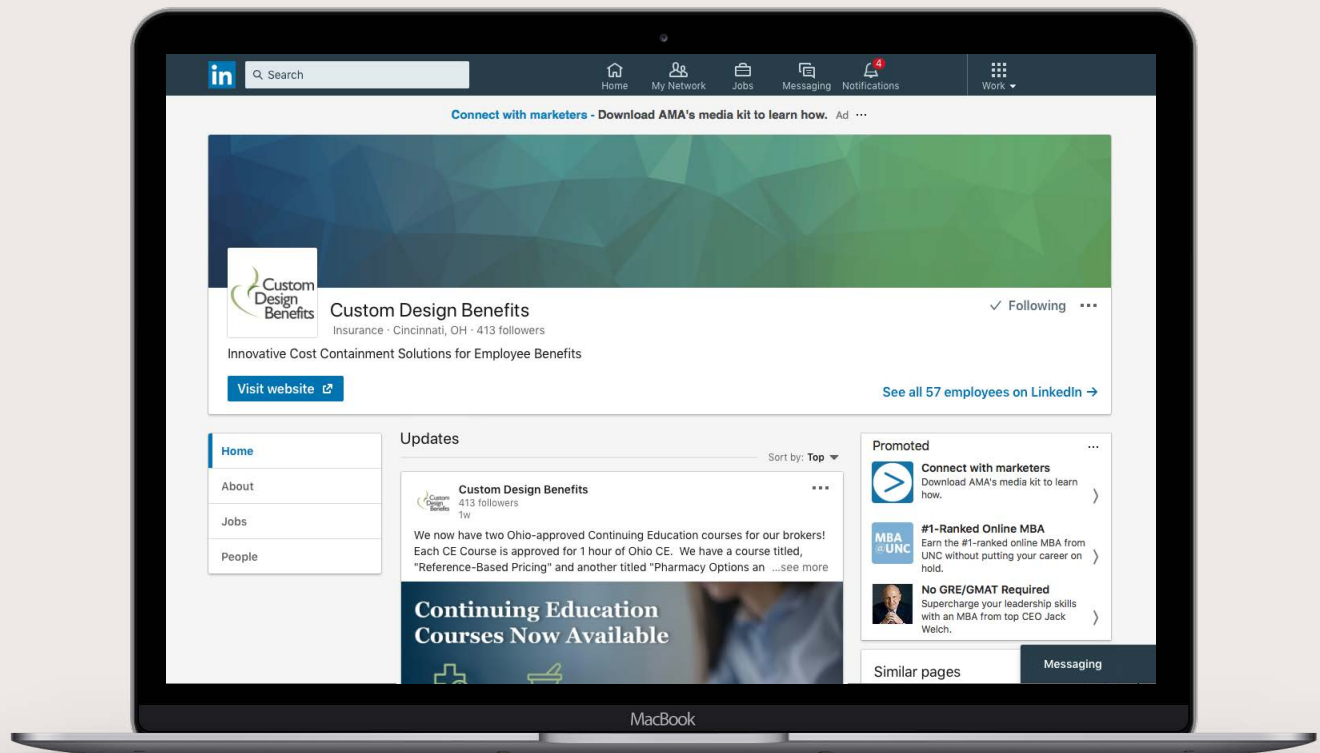 in
Search
Home
My Network
Jobs
Messaging
4
Notifications
Work
Connect with marketers - Download AMA's media kit to learn how. Ad ···
Custom
Design
Benefits
Custom Design Benefits
Insurance · Cincinnati, OH · 413 followers
Innovative Cost Containment Solutions for Employee Benefits
Following
Visit website
See all 57 employees on LinkedIn →
Home
About
Jobs
People
Updates
Sort by: Top
Custom
Design
Benefits
Custom Design Benefits
413 followers
1w
We now have two Ohio-approved Continuing Education courses for our brokers!
Each CE Course is approved for 1 hour of Ohio CE. We have a course titled,
"Reference-Based Pricing" and another titled "Pharmacy Options an ...see more
Continuing Education
Courses Now Available
Promoted
Connect with marketers
Download AMA's media kit to learn
how.
MBA
@UNC
#1-Ranked Online MBA
Earn the #1-ranked online MBA from
UNC without putting your career on
hold.
No GRE/GMAT Required
Supercharge your leadership skills
with an MBA from top CEO Jack
Welch.
Similar pages
Messaging
MacBook